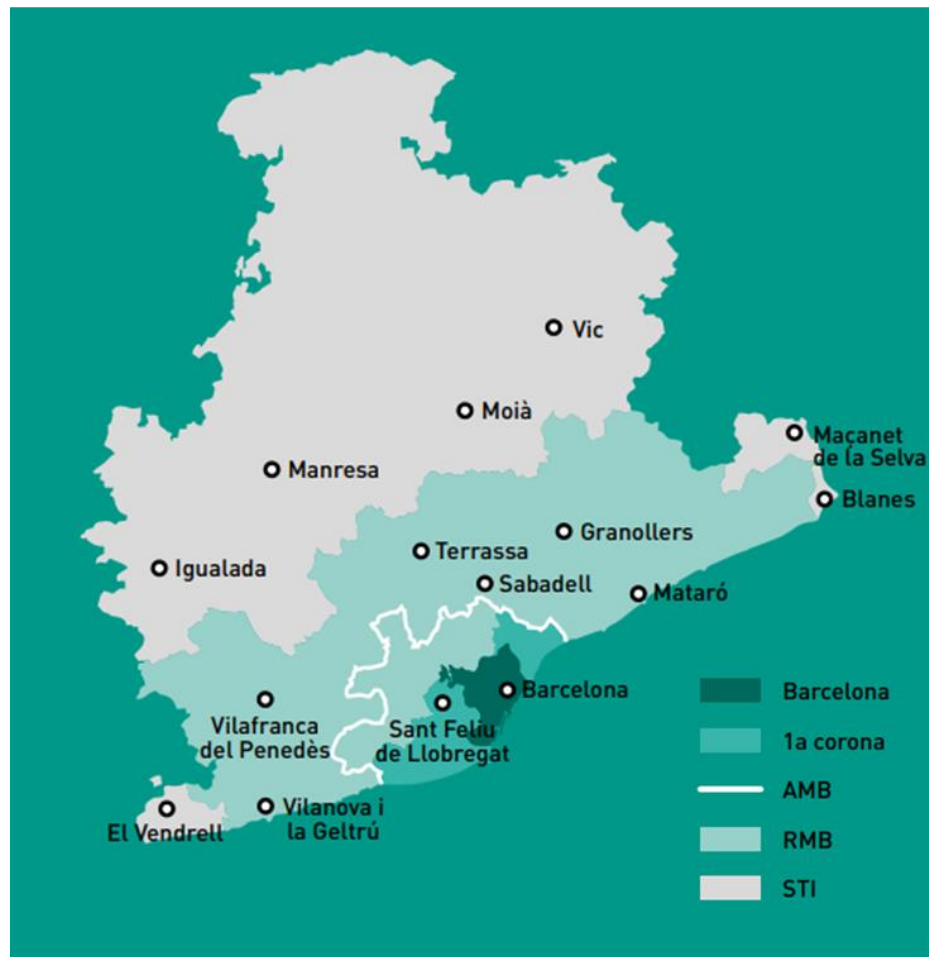 Vic
Moià
Maçanet
de la Selva
Manresa
Blanes
Granollers
Terrassa
Igualada
Sabadell
Mataró
Barcelona
Barcelona
Vilafranca
del Penedès
Sant Feliu
de Llobregat
1a corona
AMB
Vilanova i
la Geltrú
El Vendrell
RMB
STI